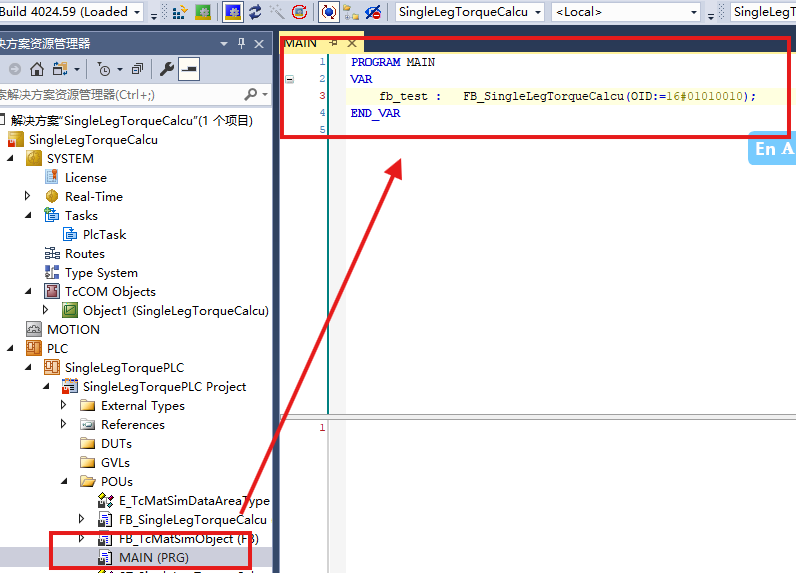 Build 4024.59 (Loaded)
SingleLegTorqueCalcu
<Local>
SingleLegT
决方案资源管理器
MAIN
索解决方案资源管理器(Ctrl+;)
解决方案"SingleLegTorqueCalcu"(1 个项目)
SingleLegTorqueCalcu
SYSTEM
License
Real-Time
Tasks
PlcTask
Routes
Type System
TcCOM Objects
Object1 (SingleLegTorqueCalcu)
MOTION
PLC
SingleLegTorquePLC
SingleLegTorquePLC Project
External Types
References
DUTs
GVLs
POUs
E_TcMatSimDataAreaType
FB_SingleLegTorqueCalcu
FB_TcMatSimObject (FB)
MAIN (PRG)
1 PROGRAM MAIN
2 VAR
3 fb_test : FB_SingleLegTorqueCalcu(OID:=16#01010010);
4 END_VAR
5
En A
1